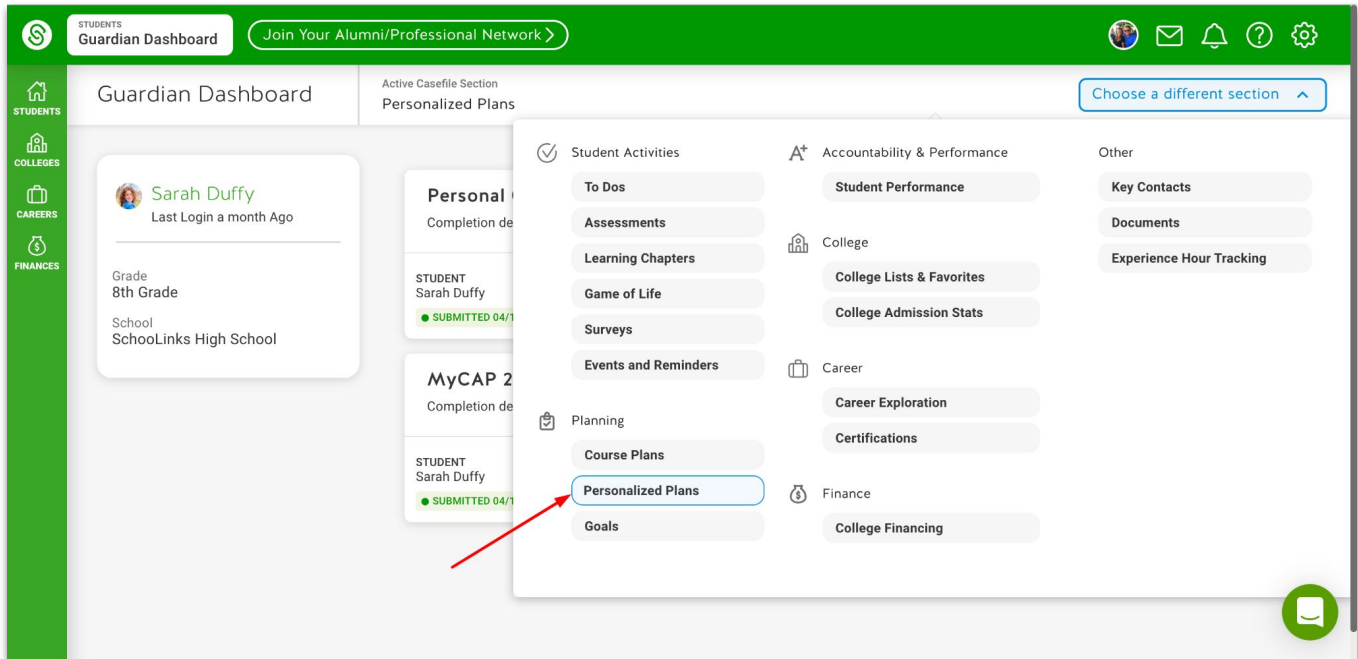 STUDENTS
Guardian Dashboard
Join Your Alumni/Professional Network
STUDENTS
COLLEGES
CAREERS
FINANCES
Guardian Dashboard
Active Casefile Section
Personalized Plans
Choose a different section
Sarah Duffy
Last Login a month Ago
Grade
8th Grade
School
SchooLinks High School
Personal
Completion de
STUDENT
Sarah Duffy
SUBMITTED 04/1
MyCAP 2
Completion de
STUDENT
Sarah Duffy
SUBMITTED 04/1
Student Activities
To Dos
Assessments
Learning Chapters
Game of Life
Surveys
Events and Reminders
Planning
Course Plans
Personalized Plans
Goals
A+ Accountability & Performance
Student Performance
College
College Lists & Favorites
College Admission Stats
Career
Career Exploration
Certifications
Finance
College Financing
Other
Key Contacts
Documents
Experience Hour Tracking